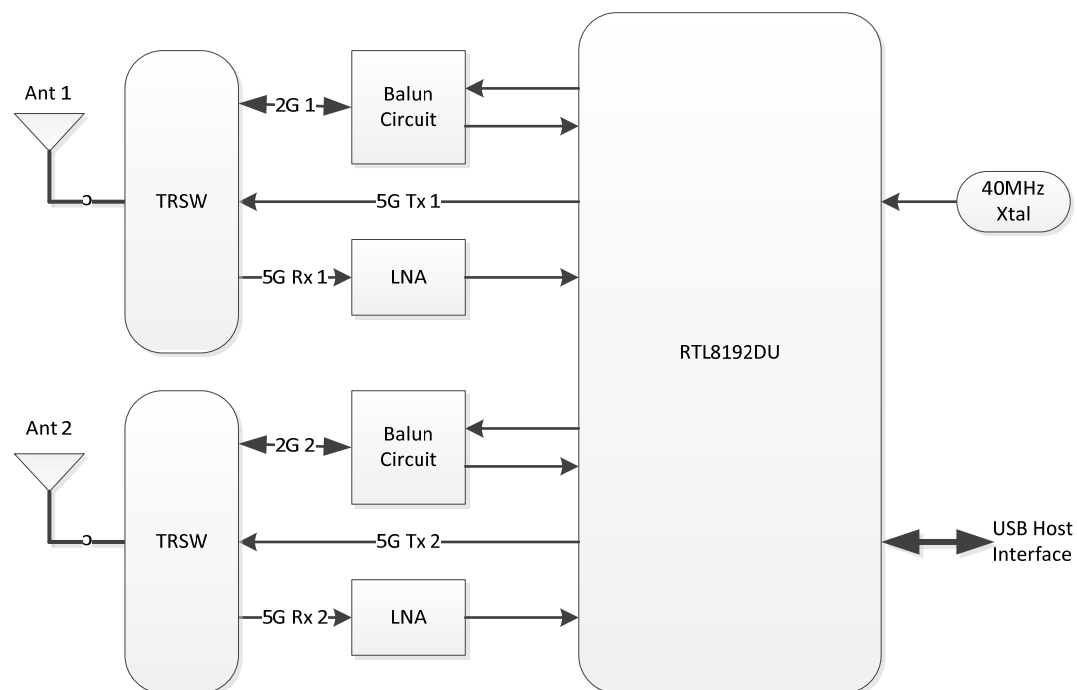 Ant 1
TRSW
2G 1
Balun
Circuit
5G Tx 1
5G Rx 1
LNA
RTL8192DU
40MHz
Xtal
Ant 2
TRSW
2G 2
Balun
Circuit
5G Tx 2
5G Rx 2
LNA
USB Host
Interface